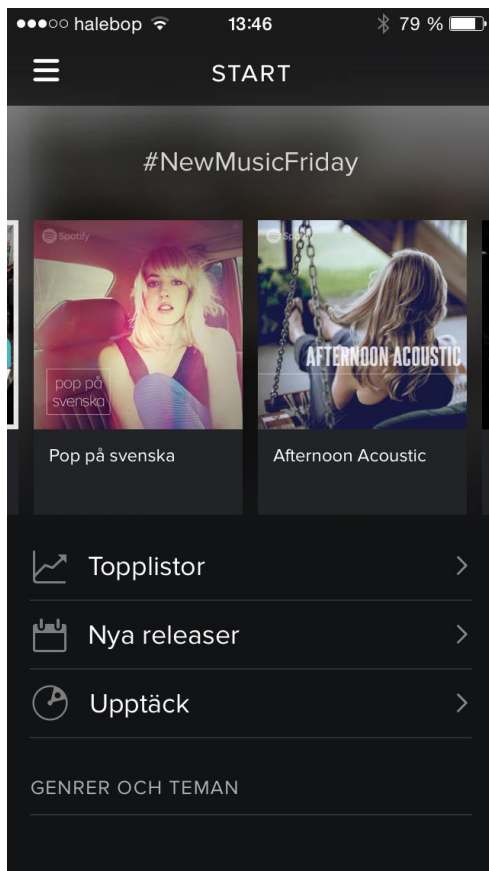 halebop
13:46
79 %
START
#NewMusicFriday
Spotify
pop på
svenska
AFTERNOON ACOUSTIC
Pop på svenska
Afternoon Acoustic
Topplistor
Nya releaser
Upptäck
GENRER OCH TEMAN